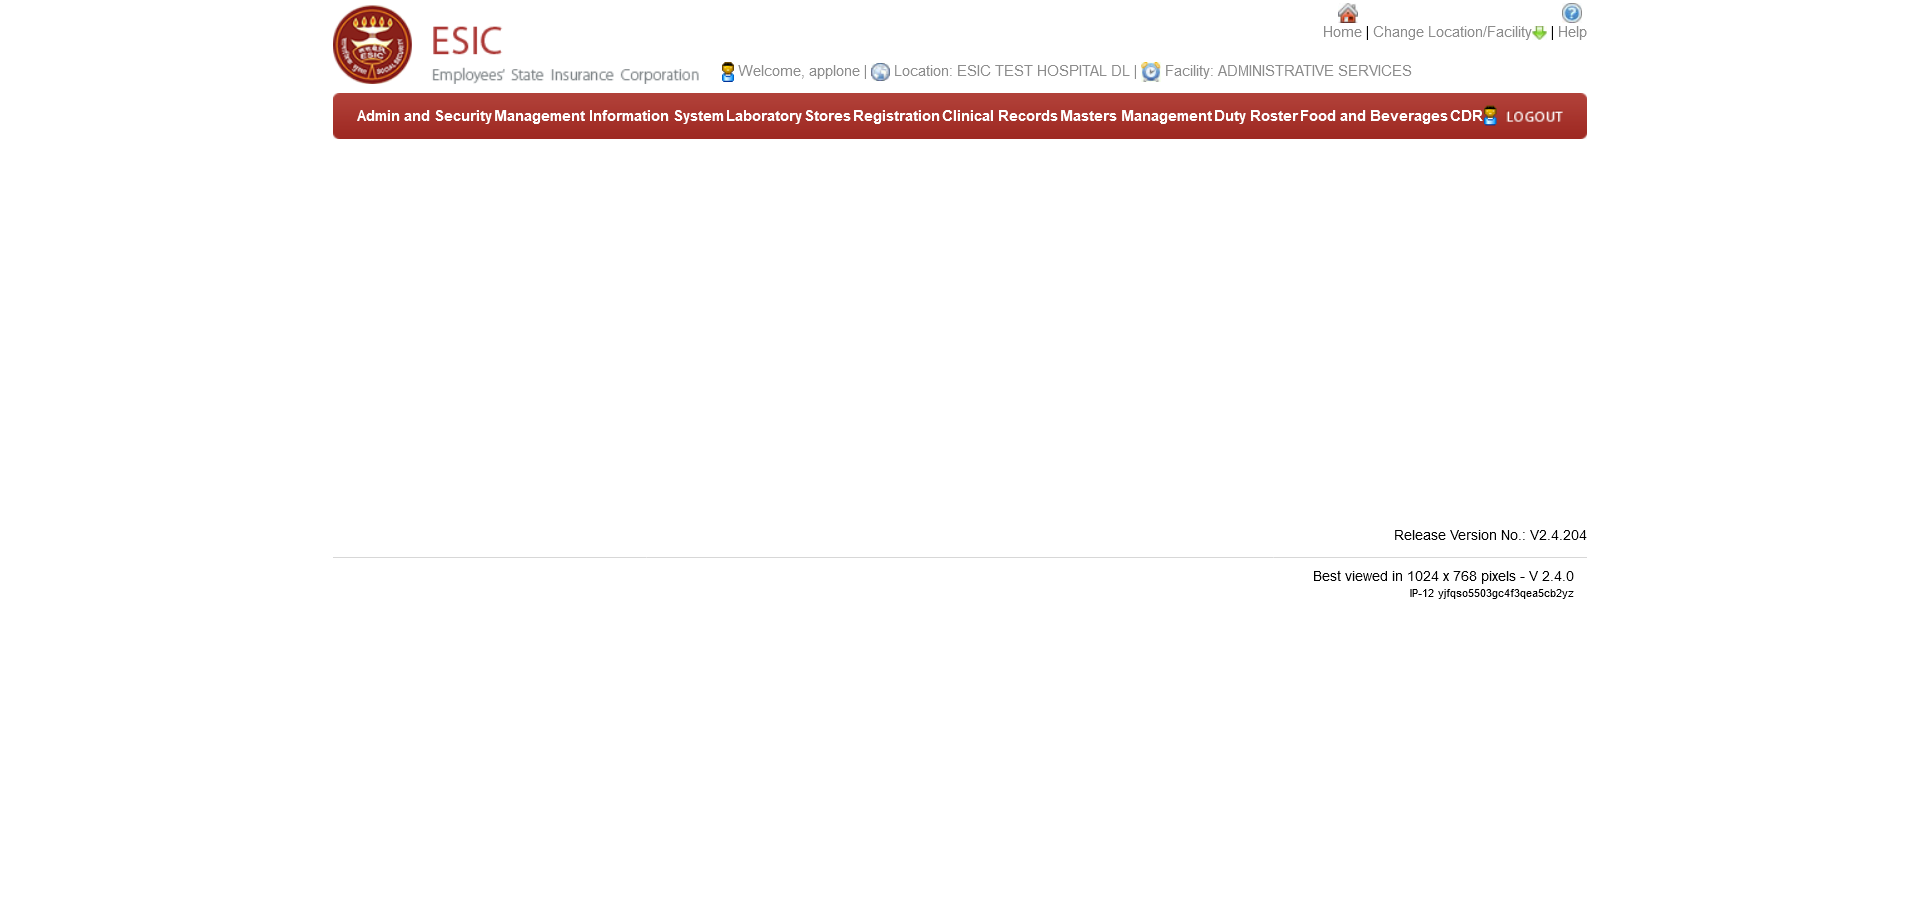 Home | Change Location/Facility | Help
ESIC
Employees' State Insurance Corporation
Welcome, applone | Location: ESIC TEST HOSPITAL DL | Facility: ADMINISTRATIVE SERVICES
Admin and Security Management Information System Laboratory Stores Registration Clinical Records Masters Management Duty Roster Food and Beverages CDR LOGOUT
Release Version No.: V2.4.204
Best viewed in 1024 x 768 pixels - V 2.4.0
IP-12 yjfqso5503gc4f3qea5cb2yz